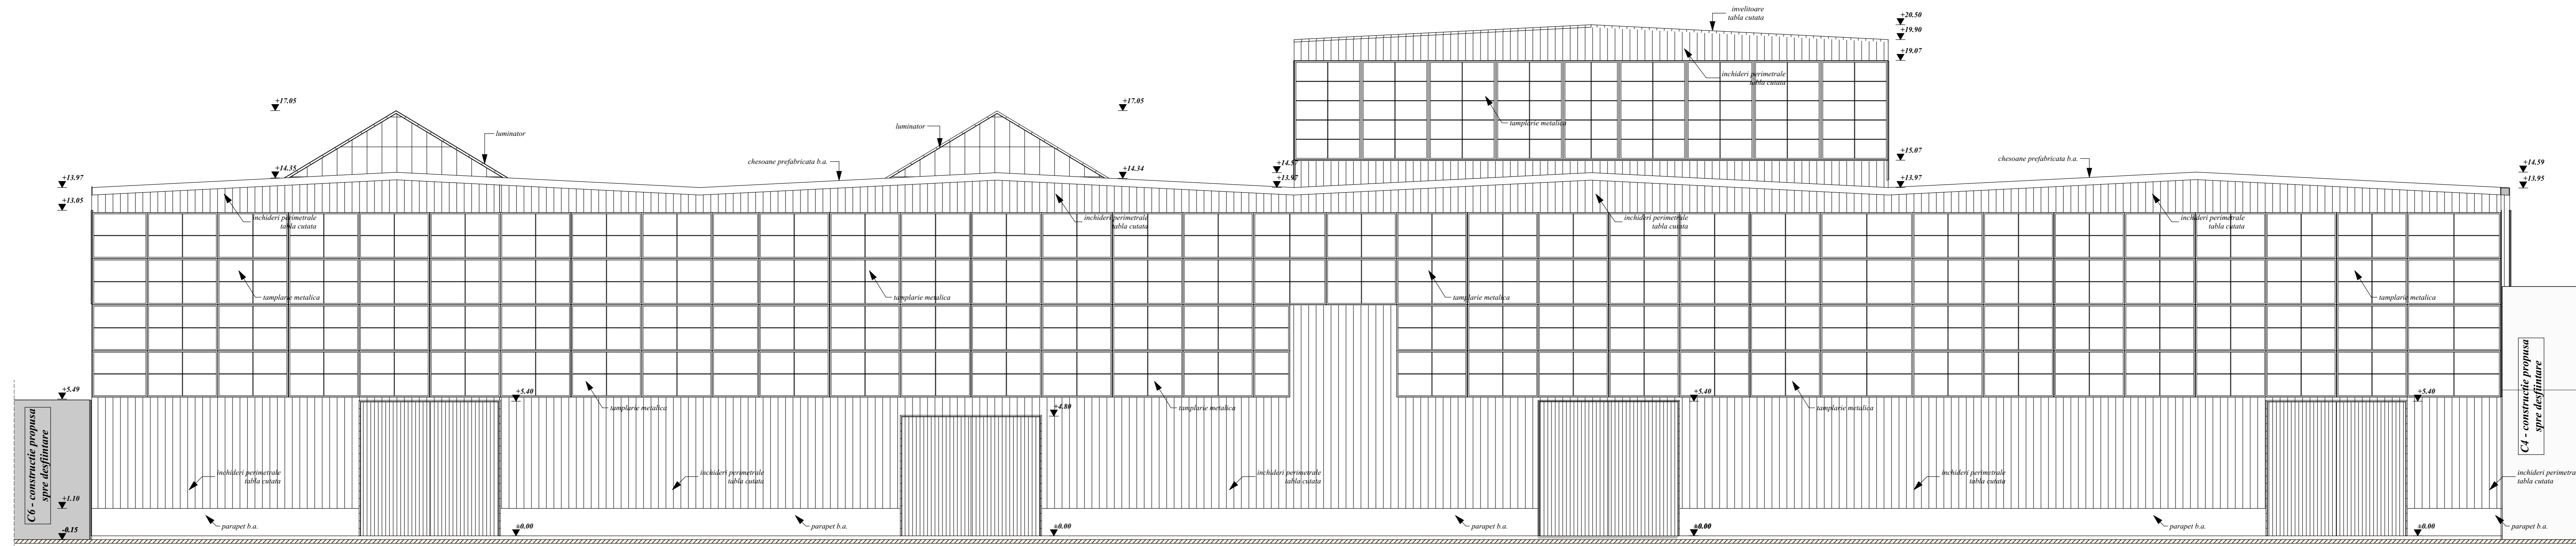 invelitoare
tabla cutata
+20.50
+19.90
+19.07
inchideri perimetrale
tabla cutata
+17.05
+17.05
tamplarie metalica
luminator
luminator
+15.07
chesoane prefabricata b.a.
chesoane prefabricata b.a.
+14.35
+14.34
+14.57
+14.59
+13.97
+13.97
+13.97
+13.95
+13.05
inchideri perimetrale
tabla cutata
inchideri perimetrale
tabla cutata
inchideri perimetrale
tabla cutata
inchideri perimetrale
tabla cutata
tamplarie metalica
tamplarie metalica
tamplarie metalica
tamplarie metalica
+5.49
+5.40
+5.40
+5.40
tamplarie metalica
+4.80
tamplarie metalica
tamplarie metalica
C6 - constructie propusa
spre desfiintare
C4 - constructie propusa
spre desfiintare
inchideri perimetrale
tabla cutata
inchideri perimetrale
tabla cutata
inchideri perimetrale
tabla cutata
inchideri perimetrale
tabla cutata
inchideri perimetra
tabla cutata
+1.10
parapet b.a.
parapet b.a.
parapet b.a.
parapet b.a.
parapet b.a.
-0.15
±0.00
±0.00
±0.00
±0.00